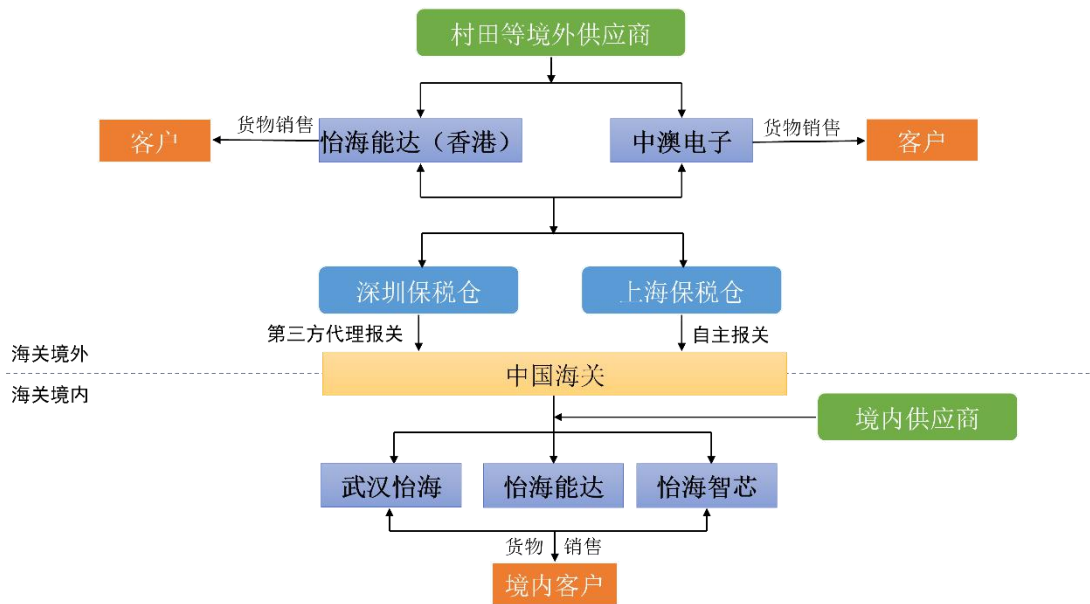 村田等境外供应商
货物销售
货物销售
客户
怡海能达（香港）
中澳电子
客户
深圳保税仓
上海保税仓
第三方代理报关
自主报关
海关境外
中国海关
海关境内
境内供应商
武汉怡海
怡海能达
怡海智芯
货物 销售
境内客户